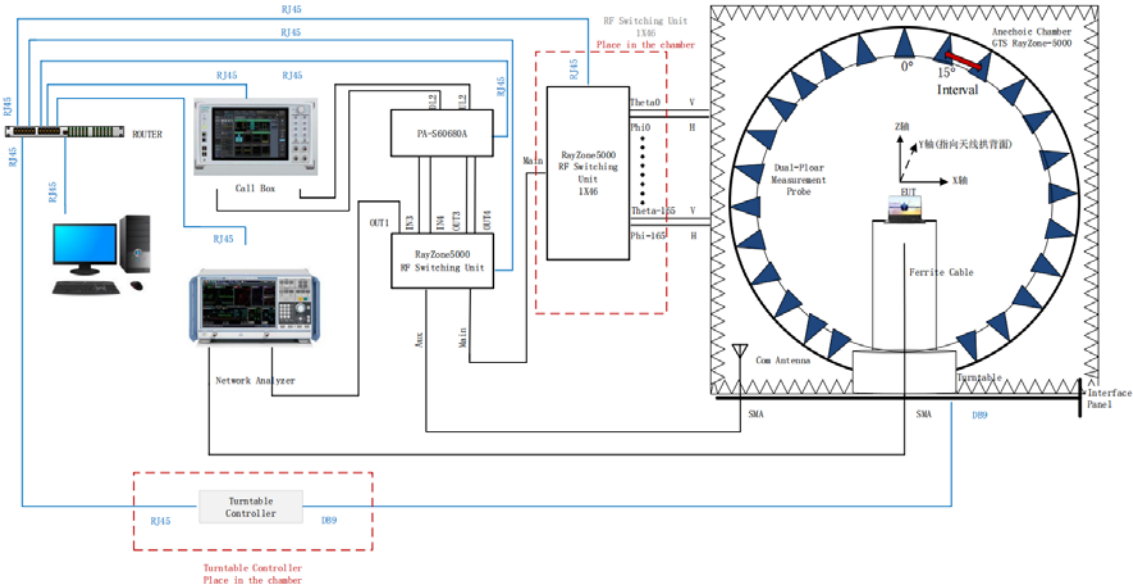 RJ45
RF Switching Unit
1X46
Place in the chamber
Anechoic Chamber
GTS RayZone-5000
RJ45
0°
15°
Interval
RJ45
RJ45
RJ45
RJ45
RJ45
DL2
UL2
ROUTER
PA-S60680A
Theta0
V
Phi0
H
RayZone5000
RF Switching
Unit
1X46
Main
Z轴
Y轴(指向天线拱背面)
X轴
EUT
Dual-Ploar
Measurement
Probe
RJ45
RJ45
Call Box
RJ45
OUT1
IN3
IN4
OUT3
OUT4
Theta-165
V
Phi-165
H
RayZone5000
RF Switching Unit
Ferrite Cable
Aux
Main
Network Analyzer
Com Antenna
Turntable
Interface
Panel
SMA
SMA
DB9
Turntable
Controller
RJ45
DB9
Turntable Controller
Place in the chamber